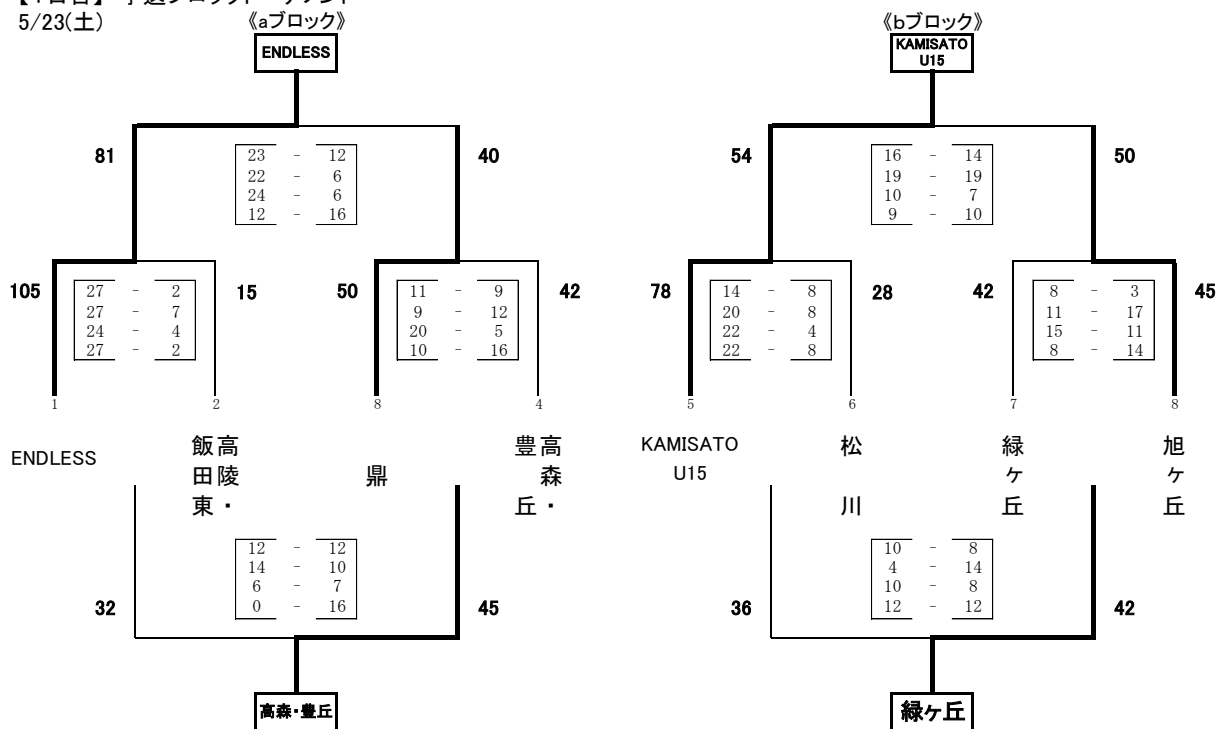 5/23(土)
《aブロック》
《bブロック》
ENDLESS
KAMISATO
U15
81
23 - 12
22 - 6
24 - 6
12 - 16
40
54
16 - 14
19 - 19
10 - 7
9 - 10
50
105
27 - 2
27 - 7
24 - 4
27 - 2
15
50
11 - 9
9 - 12
20 - 5
10 - 16
42
78
14 - 8
20 - 8
22 - 4
22 - 8
28
42
8 - 3
11 - 17
15 - 11
8 - 14
45
1
2
8
4
5
6
7
8
ENDLESS
高陵・
飯田東
鼎
高森・
豊丘
KAMISATO
U15
松川
緑ヶ丘
旭ヶ丘
32
12 - 12
14 - 10
6 - 7
0 - 16
45
36
10 - 8
4 - 14
10 - 8
12 - 12
42
高森・豊丘
緑ヶ丘